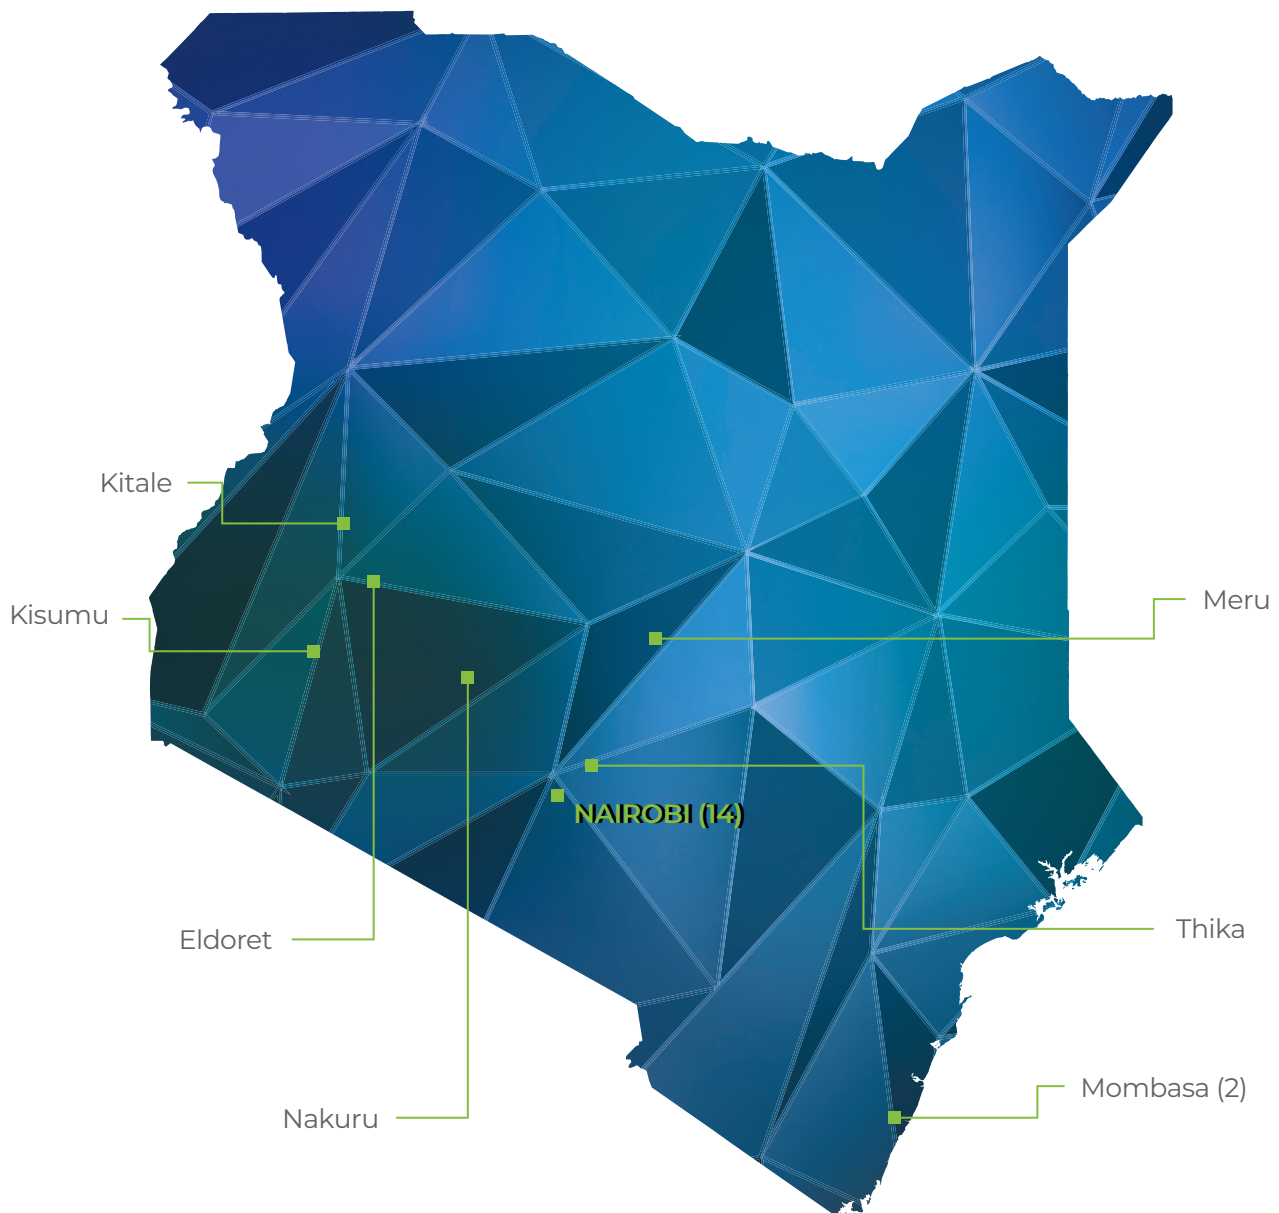 Kitale
Kisumu
Meru
NAIROBI (14)
Eldoret
Thika
Nakuru
Mombasa (2)